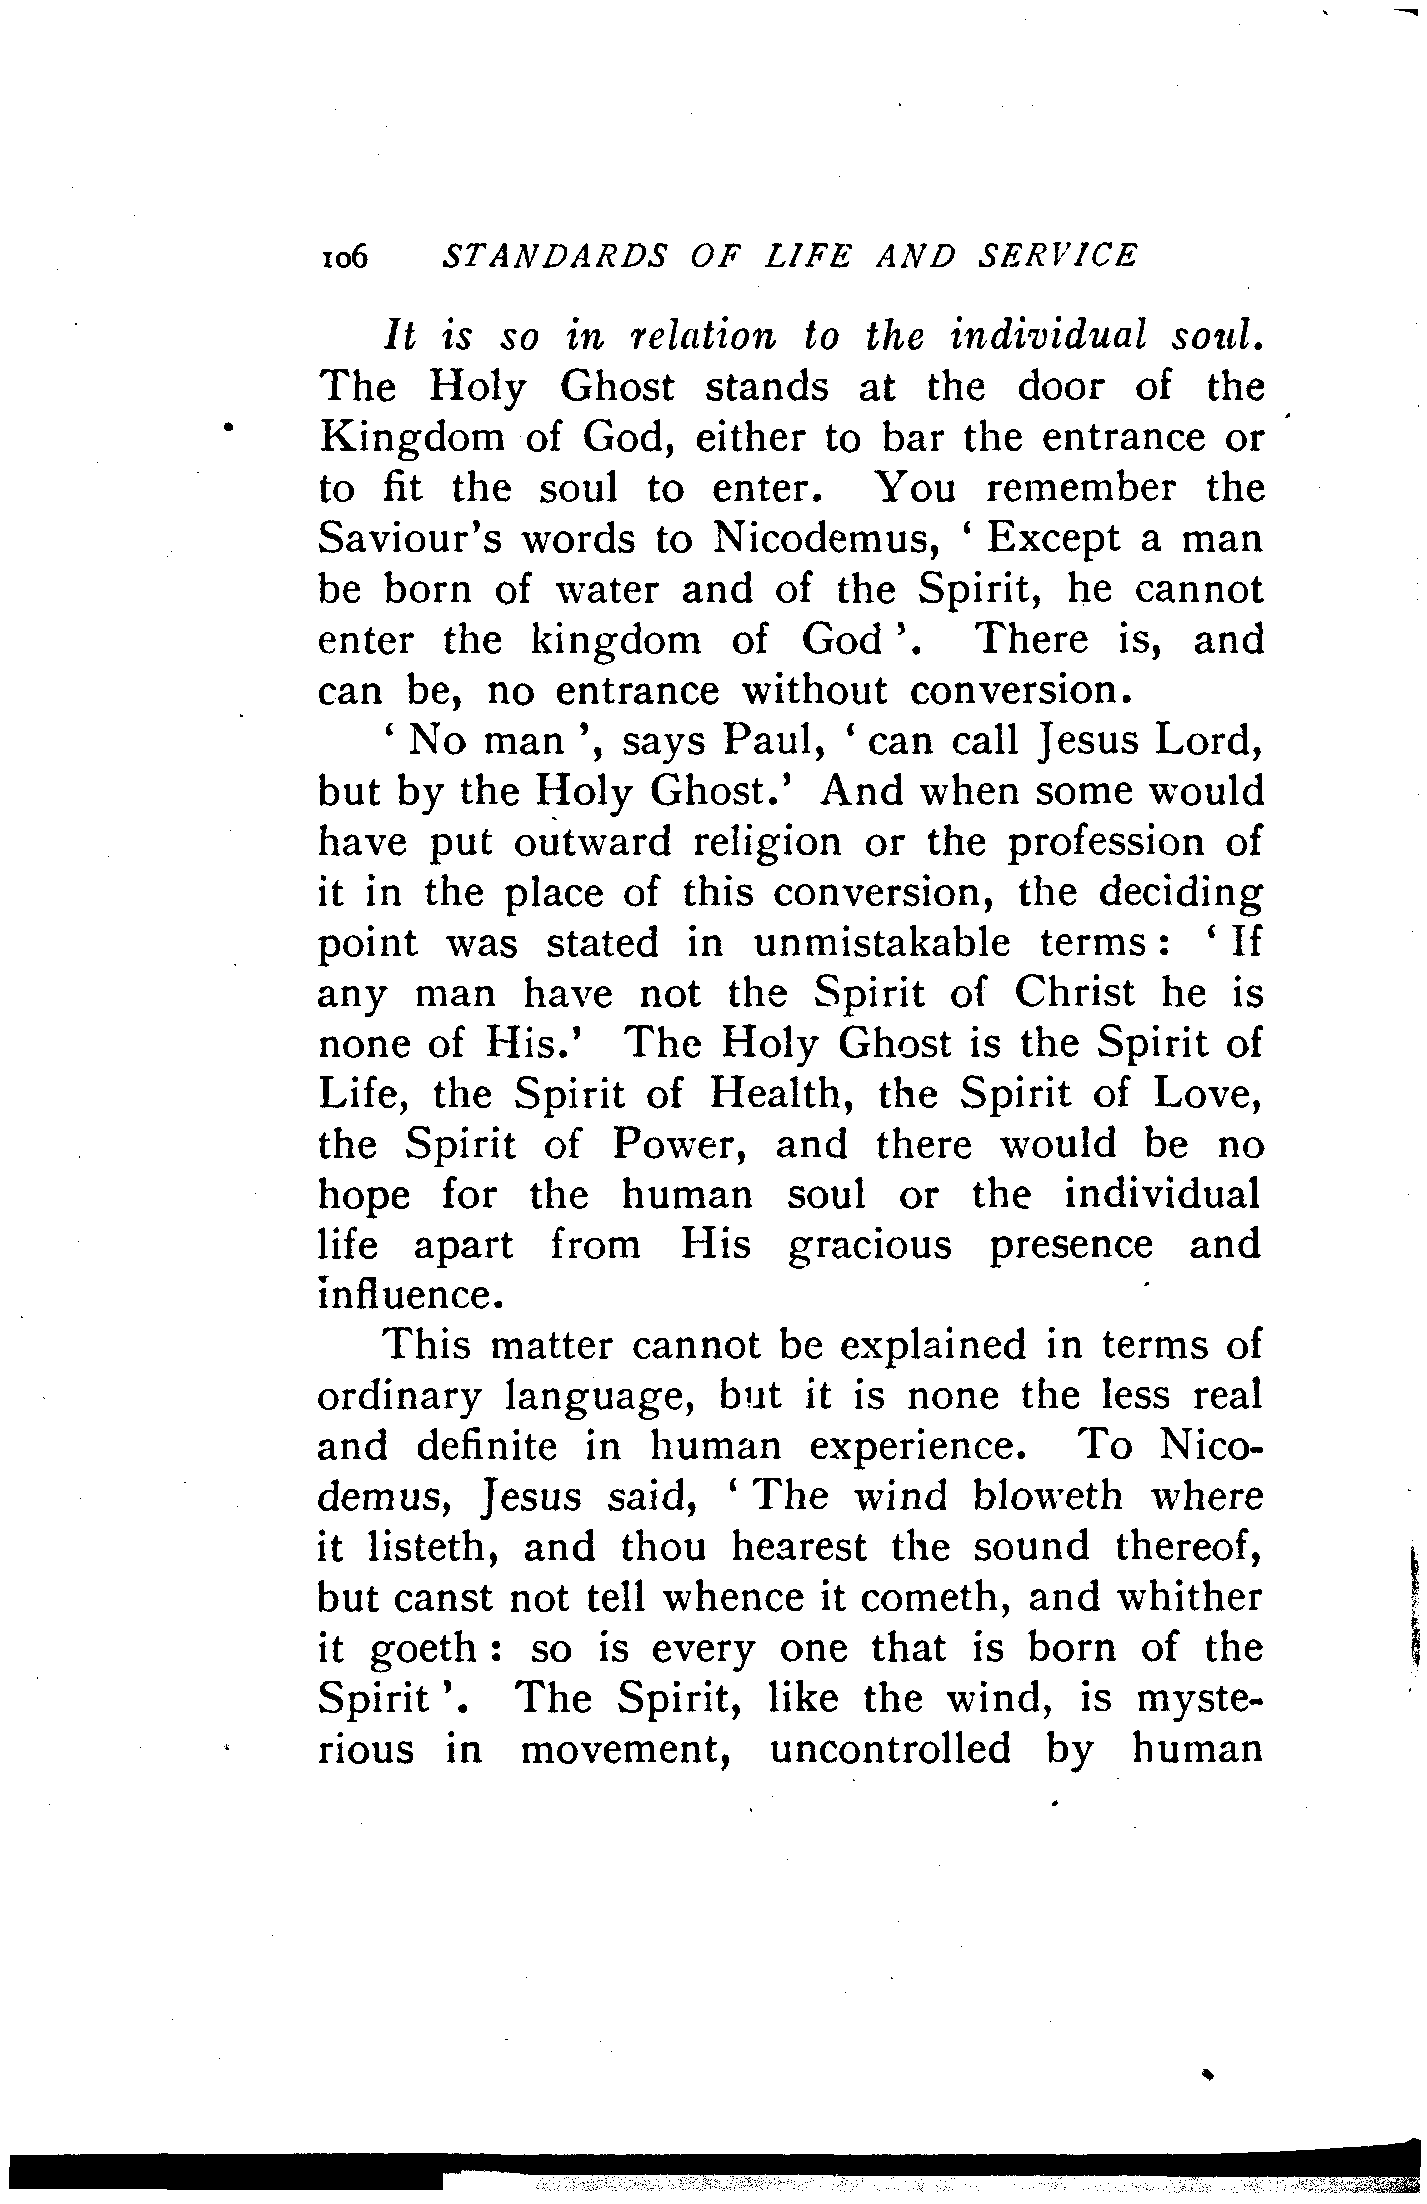 106 STANDARDS OF LIFE AND SERVICE
It is so in relation to the individual soul.
The Holy Ghost stands at the door of the
Kingdom of God, either to bar the entrance or
to fit the soul to enter. You remember the
Saviour's words to Nicodemus, ‘ Except a man
be born of water and of the Spirit, he cannot
enter the kingdom of God ’. There is, and
can be, no entrance without conversion.
‘ No man ’, says Paul, ‘ can call Jesus Lord,
but by the Holy Ghost.’ And when some would
have put outward religion or the profession of
it in the place of this conversion, the deciding
point was stated in unmistakable terms : ‘ If
any man have not the Spirit of Christ he is
none of His.’ The Holy Ghost is the Spirit of
Life, the Spirit of Health, the Spirit of Love,
the Spirit of Power, and there would be no
hope for the human soul or the individual
life apart from His gracious presence and
influence.
This matter cannot be explained in terms of
ordinary language, but it is none the less real
and definite in human experience. To Nico-
demus, Jesus said, ‘ The wind bloweth where
it listeth, and thou hearest the sound thereof,
but canst not tell whence it cometh, and whither
it goeth : so is every one that is born of the
Spirit ’. The Spirit, like the wind, is myste-
rious in movement, uncontrolled by human